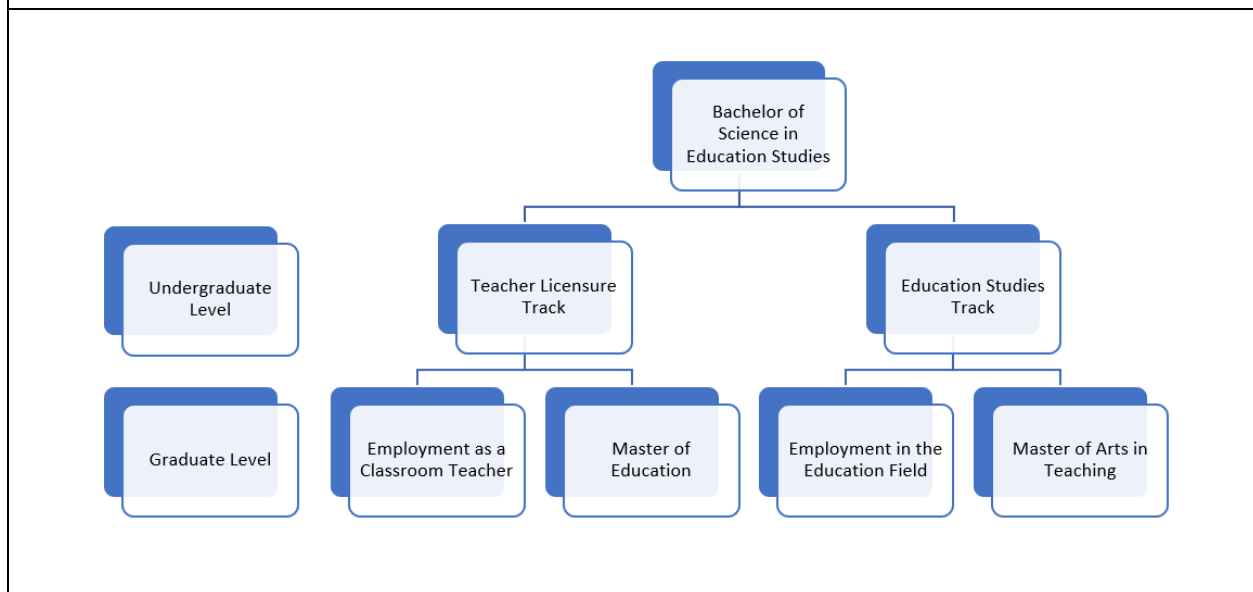 Bachelor of
Science in
Education Studies
Undergraduate
Level
Teacher Licensure
Track
Education Studies
Track
Graduate Level
Employment as a
Classroom Teacher
Master of
Education
Employment in the
Education Field
Master of Arts in
Teaching